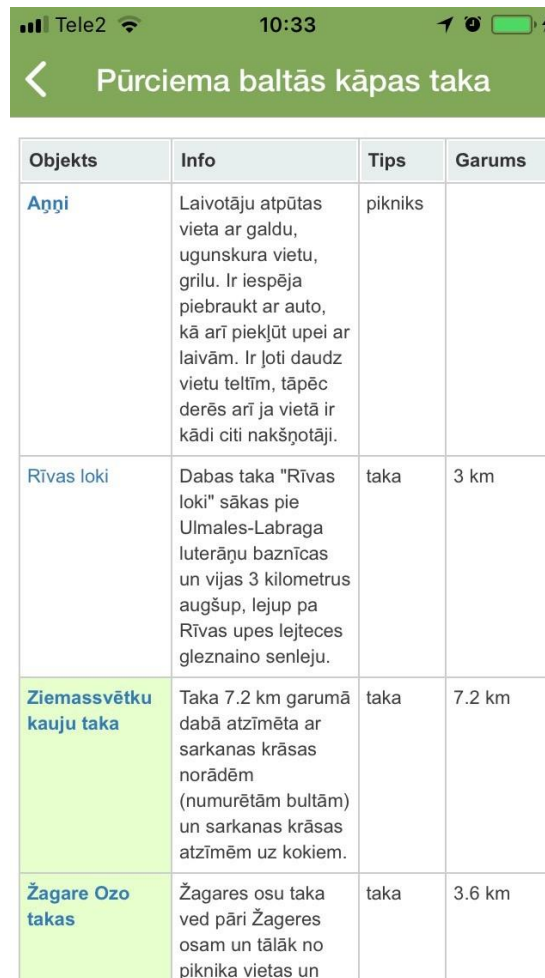 Tele2 10:33
Pūrciema baltās kāpas taka
Objekts Info Tips Garums
Aņņi Laivotāju atpūtas pikniks
vieta ar galdu,
ugunskura vietu,
grilu. Ir iespēja
piebraukt ar auto,
kā arī piekļūt upei ar
laivām. Ir ļoti daudz
vietu teltīm, tāpēc
derēs arī ja vietā ir
kādi citi nakšņotāji.
Rīvas loki Dabas taka "Rīvas taka 3 km
loki" sākas pie
Ulmales-Labraga
luterāņu baznīcas
un vijas 3 kilometrus
augšup, lejup pa
Rīvas upes lejteces
gleznaino senleju.
Ziemassvētku Taka 7.2 km garumā taka 7.2 km
kauju taka dabā atzīmēta ar
sarkanas krāsas
norādēm
(numurētām bultām)
un sarkanas krāsas
atzīmēm uz kokiem.
Žagare Ozo Žagares osu taka taka 3.6 km
takas ved pāri Žageres
osam un tālāk no
piknika vietas un